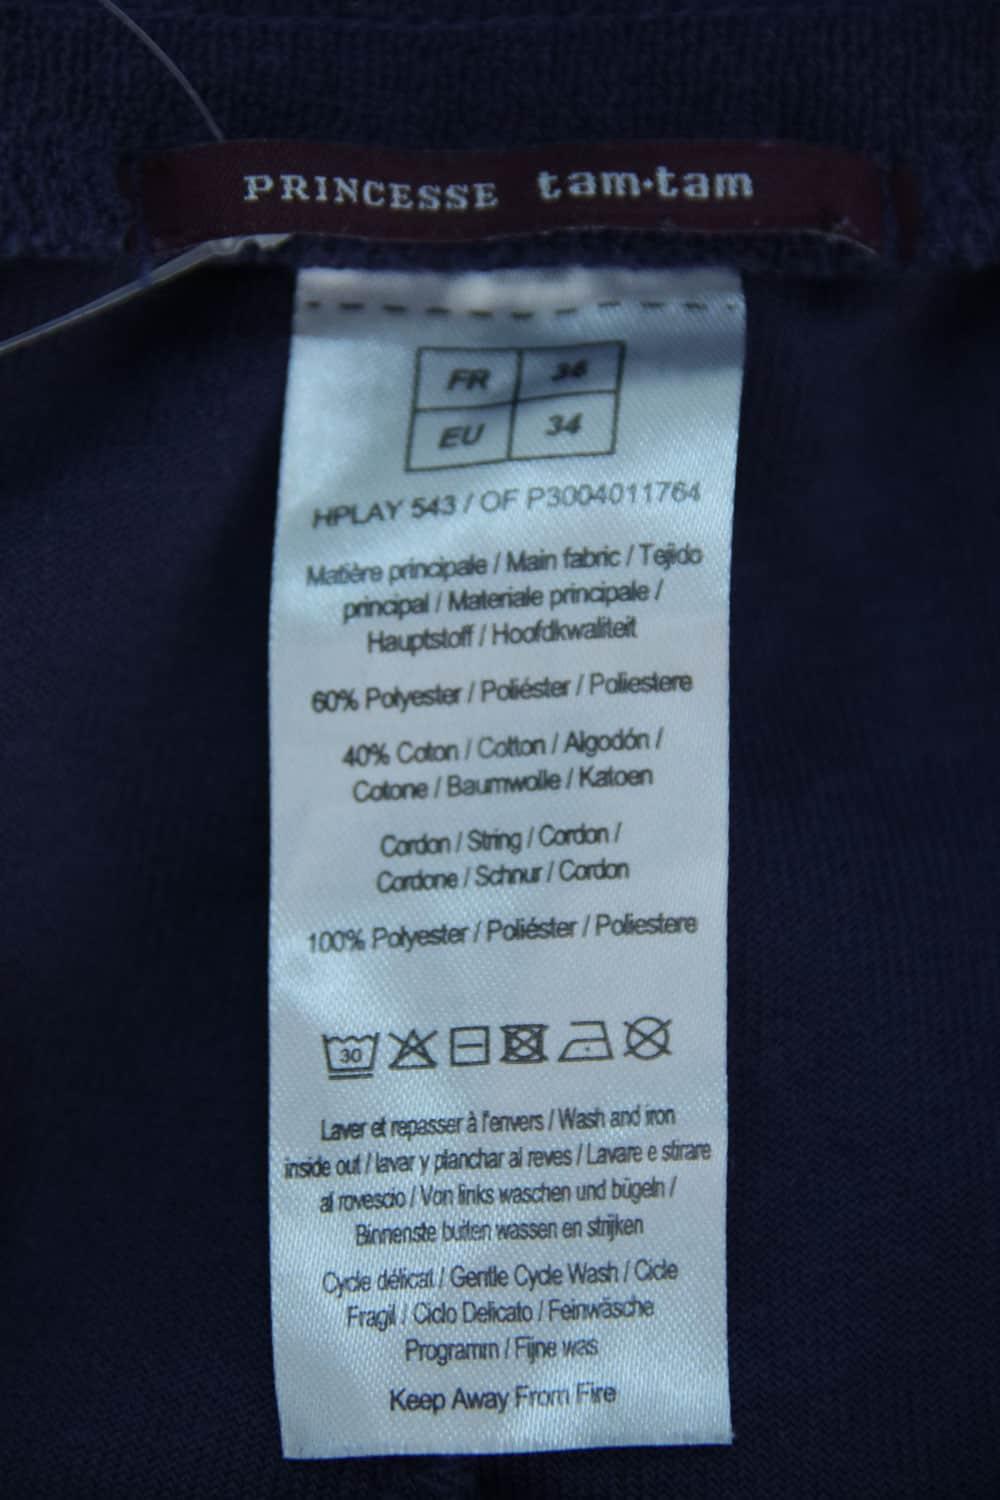 PRINCESSE tam·tam
FR 36
EU 34
HPLAY 543 / OF P3004011764
Matière principale / Main fabric / Tejido
principal / Materiale principale /
Hauptstoff / Hoofdkwaliteit
60% Polyester / Poliéster / Poliestere
40% Coton / Cotton / Algodón /
Cotone / Baumwolle / Katoen
Cordon / String / Cordon /
Cordone / Schnur / Cordon
100% Polyester / Poliéster / Poliestere
30
Laver et repasser à l'envers / Wash and iron
inside out / lavar y planchar al reves / Lavare e stirare
al rovescio / Von links waschen und bügeln /
Binnenste buiten wassen en strijken
Cycle délicat / Gentle Cycle Wash / Cicle
Fragil / Ciclo Delicato / Feinwäsche
Programm / Fijne was
Keep Away From Fire